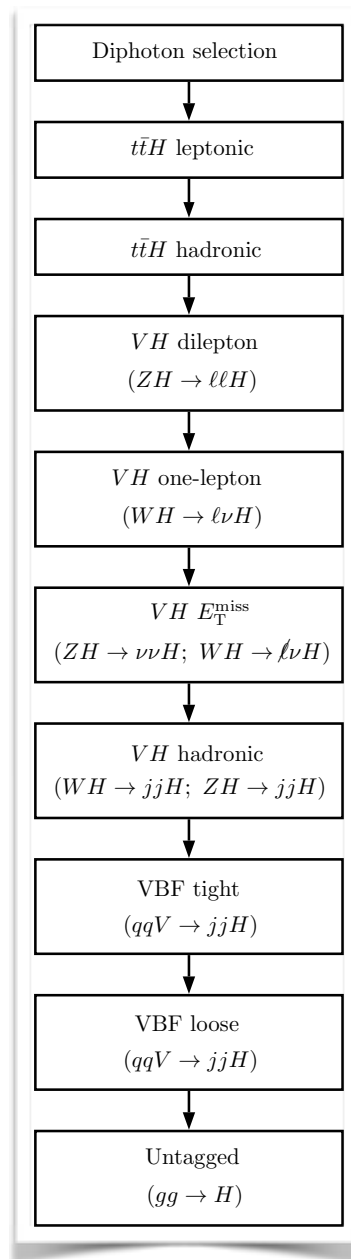 Diphoton selection
tt̄H leptonic
tt̄H hadronic
VH dilepton
(ZH → ℓℓH)
VH one-lepton
(WH → ℓνH)
VH E_T^miss
(ZH → ννH; WH → ℓ̸νH)
VH hadronic
(WH → jjH; ZH → jjH)
VBF tight
(qqV → jjH)
VBF loose
(qqV → jjH)
Untagged
(gg → H)